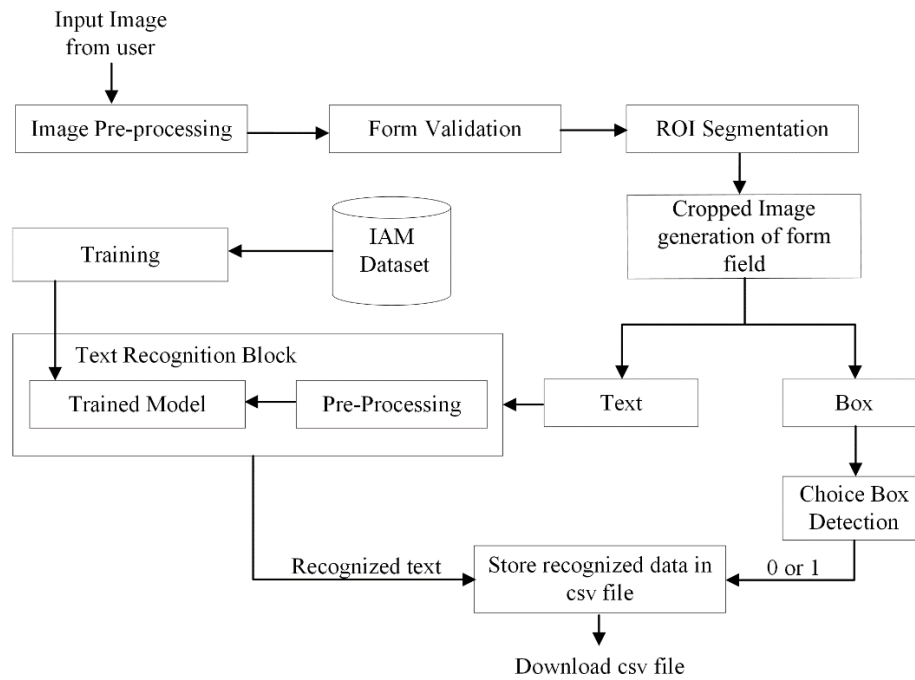 Input Image
from user
Image Pre-processing
Form Validation
ROI Segmentation
Cropped Image
generation of form
field
IAM
Dataset
Training
Text Recognition Block
Trained Model
Pre-Processing
Text
Box
Choice Box
Detection
Recognized text
Store recognized data in
csv file
0 or 1
Download csv file